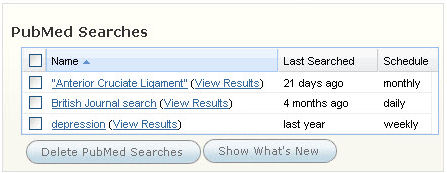 PubMed Searches
Name Last Searched Schedule
"Anterior Cruciate Ligament" (View Results) 21 days ago monthly
British Journal search (View Results) 4 months ago daily
depression (View Results) last year weekly
Delete PubMed Searches Show What's New